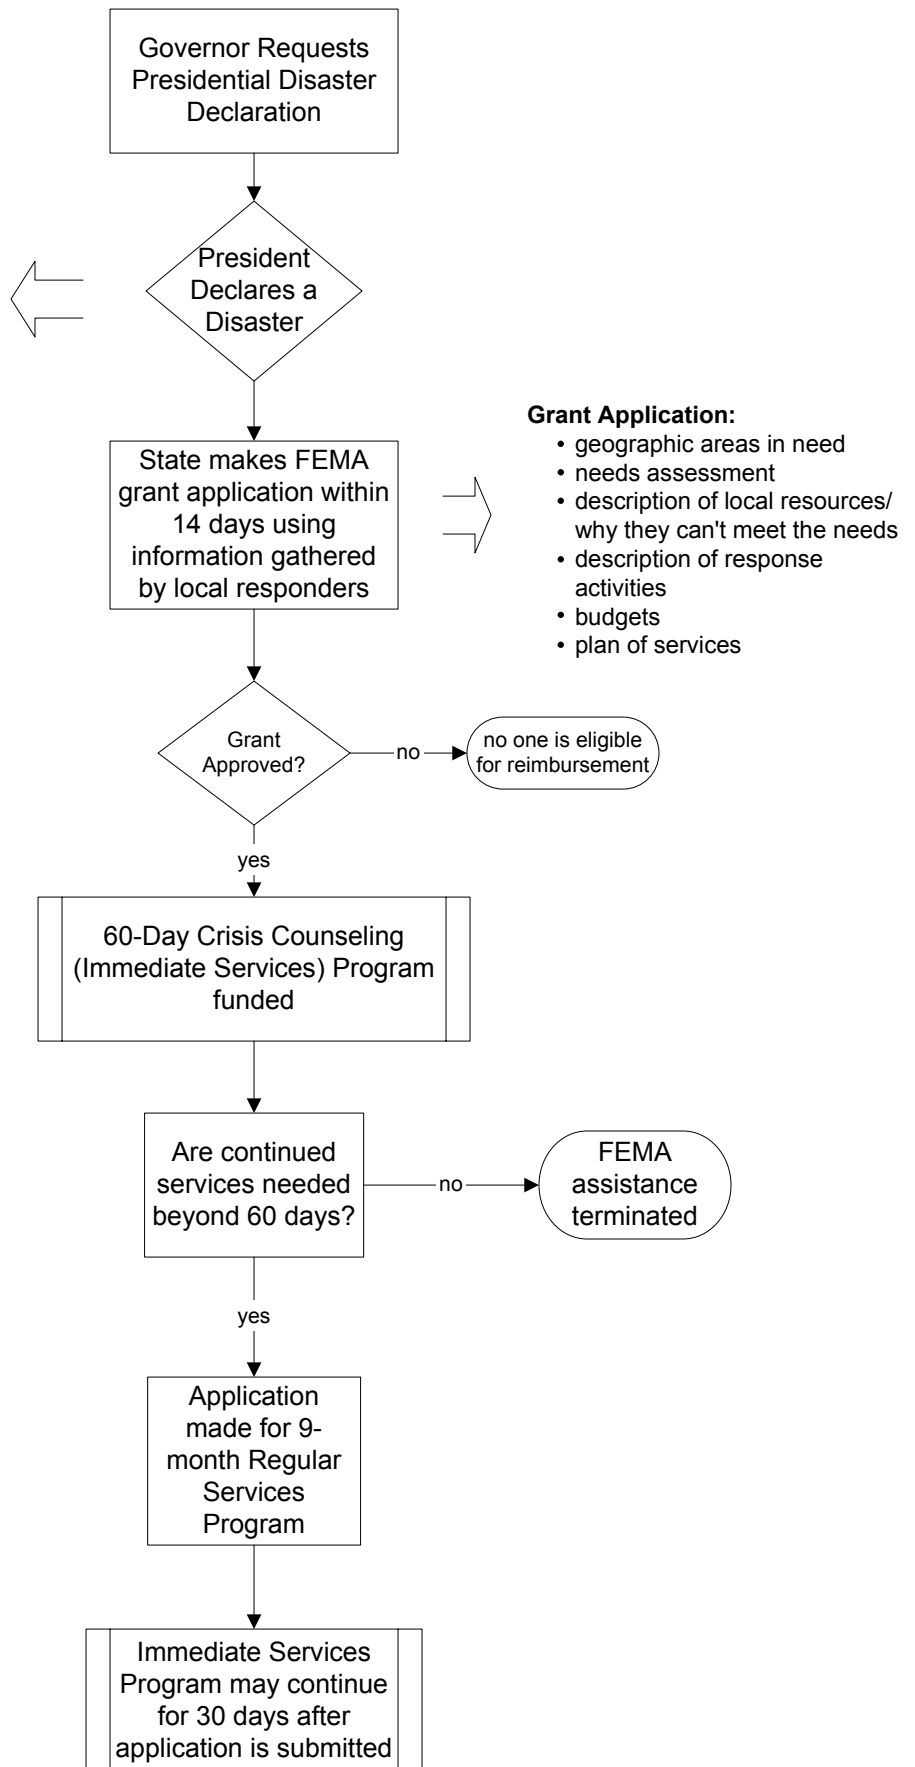 Governor Requests
Presidential Disaster
Declaration
President
Declares a
Disaster
State makes FEMA
grant application within
14 days using
information gathered
by local responders
Grant Application:
• geographic areas in need
• needs assessment
• description of local resources/
why they can't meet the needs
• description of response
activities
• budgets
• plan of services
Grant
Approved?
no
no one is eligible
for reimbursement
yes
60-Day Crisis Counseling
(Immediate Services) Program
funded
Are continued
services needed
beyond 60 days?
no
FEMA
assistance
terminated
yes
Application
made for 9-
month Regular
Services
Program
Immediate Services
Program may continue
for 30 days after
application is submitted